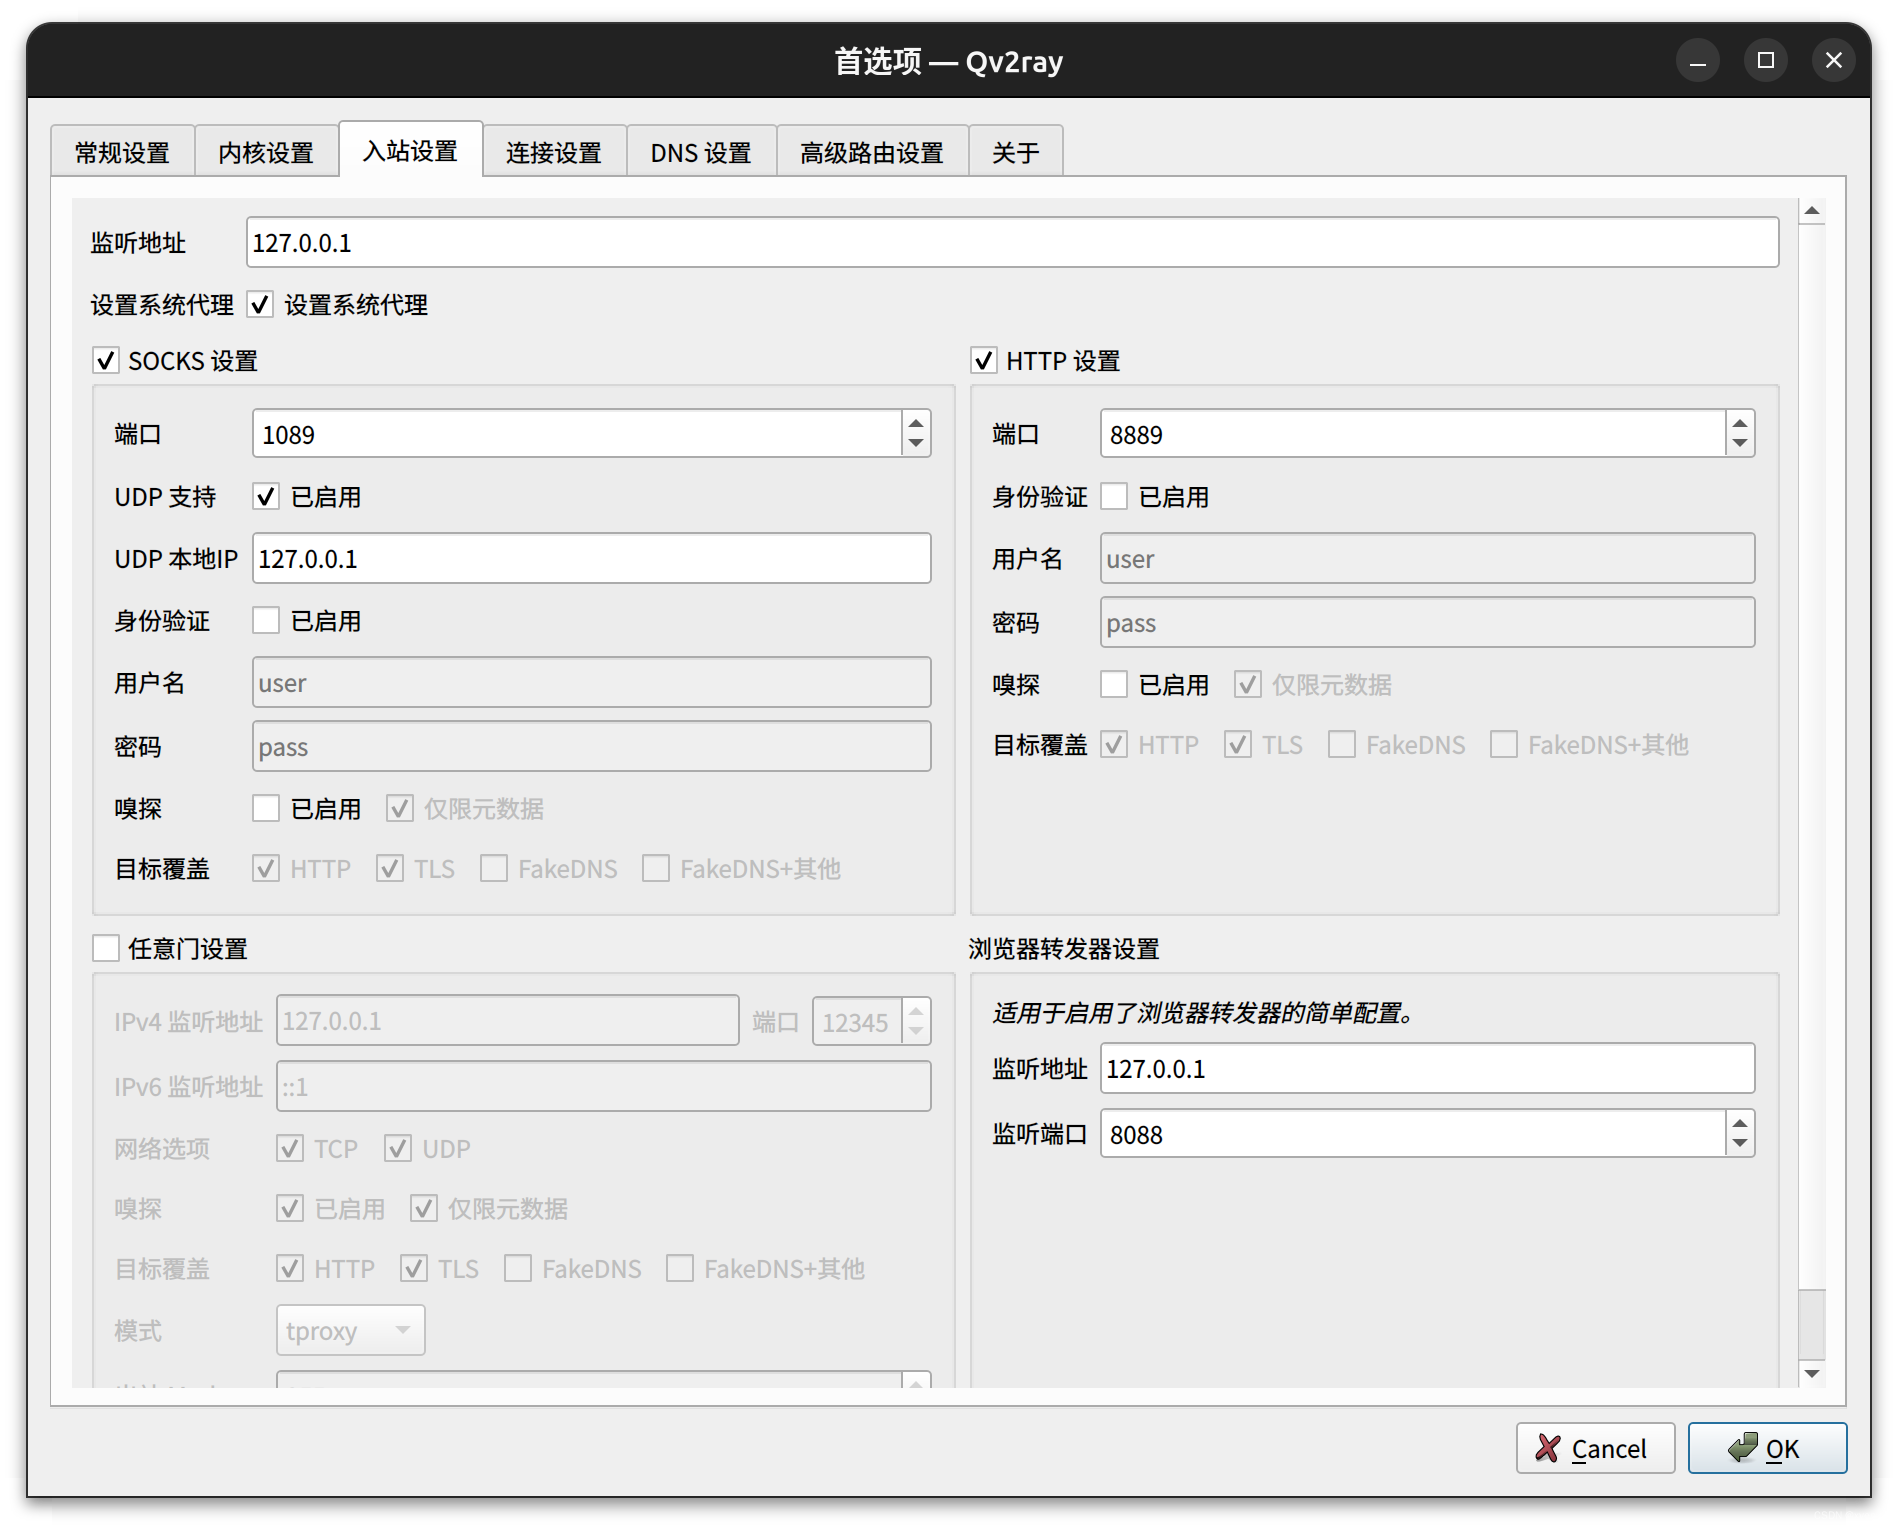 首选项 — Qv2ray
常规设置 内核设置 入站设置 连接设置 DNS 设置 高级路由设置 关于
监听地址 127.0.0.1
设置系统代理 设置系统代理
SOCKS 设置
端口 1089
UDP 支持 已启用
UDP 本地IP 127.0.0.1
身份验证 已启用
用户名 user
密码 pass
嗅探 已启用 仅限元数据
目标覆盖 HTTP TLS FakeDNS FakeDNS+其他
HTTP 设置
端口 8889
身份验证 已启用
用户名 user
密码 pass
嗅探 已启用 仅限元数据
目标覆盖 HTTP TLS FakeDNS FakeDNS+其他
任意门设置
IPv4 监听地址 127.0.0.1 端口 12345
IPv6 监听地址 ::1
网络选项 TCP UDP
嗅探 已启用 仅限元数据
目标覆盖 HTTP TLS FakeDNS FakeDNS+其他
模式 tproxy
浏览器转发器设置
适用于启用了浏览器转发器的简单配置。
监听地址 127.0.0.1
监听端口 8088
Cancel OK